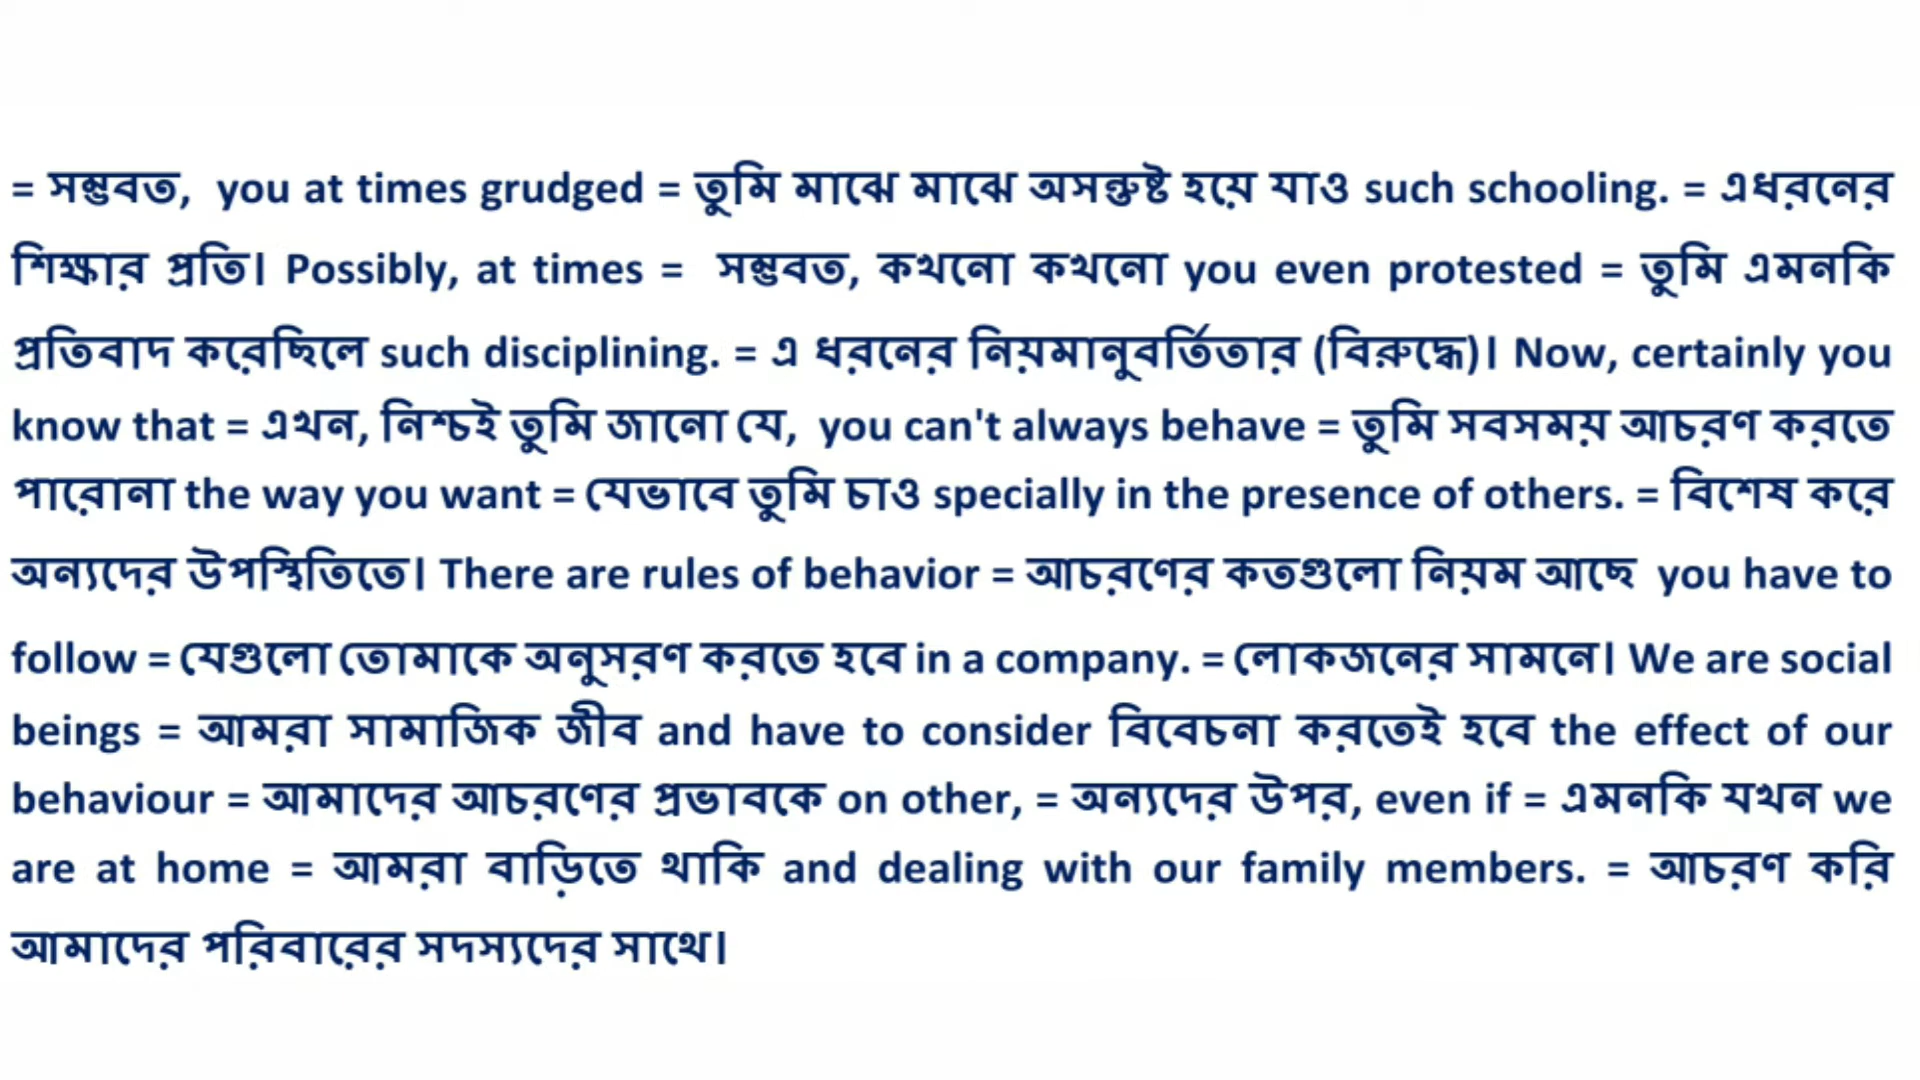 = সম্ভবত, you at times grudged = তুমি মাঝে মাঝে অসন্তুষ্ট হয়ে যাও such schooling. = এধরনের
শিক্ষার প্রতি। Possibly, at times = সম্ভবত, কখনো কখনো you even protested = তুমি এমনকি
প্রতিবাদ করেছিলে such disciplining. = এ ধরনের নিয়মানুবর্তিতার (বিরুদ্ধে)। Now, certainly you
know that = এখন, নিশ্চই তুমি জানো যে, you can't always behave = তুমি সবসময় আচরণ করতে
পারোনা the way you want = যেভাবে তুমি চাও specially in the presence of others. = বিশেষ করে
অন্যদের উপস্থিতিতে। There are rules of behavior = আচরণের কতগুলো নিয়ম আছে you have to
follow = যেগুলো তোমাকে অনুসরণ করতে হবে in a company. = লোকজনের সামনে। We are social
beings = আমরা সামাজিক জীব and have to consider বিবেচনা করতেই হবে the effect of our
behaviour = আমাদের আচরণের প্রভাবকে on other, = অন্যদের উপর, even if = এমনকি যখন we
are at home = আমরা বাড়িতে থাকি and dealing with our family members. = আচরণ করি
আমাদের পরিবারের সদস্যদের সাথে।